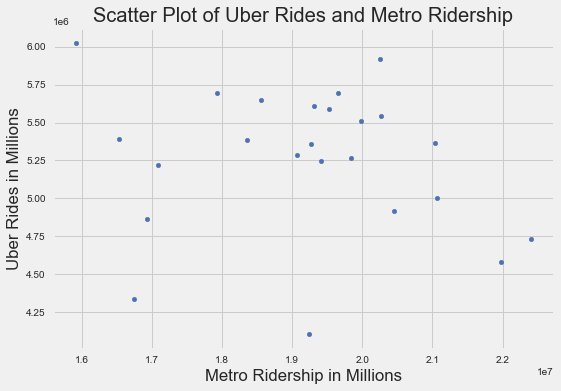 Scatter Plot of Uber Rides and Metro Ridership
1e6
6.00
5.75
5.50
5.25
5.00
4.75
4.50
4.25
Uber Rides in Millions
1.6 1.7 1.8 1.9 2.0 2.1 2.2
1e7
Metro Ridership in Millions